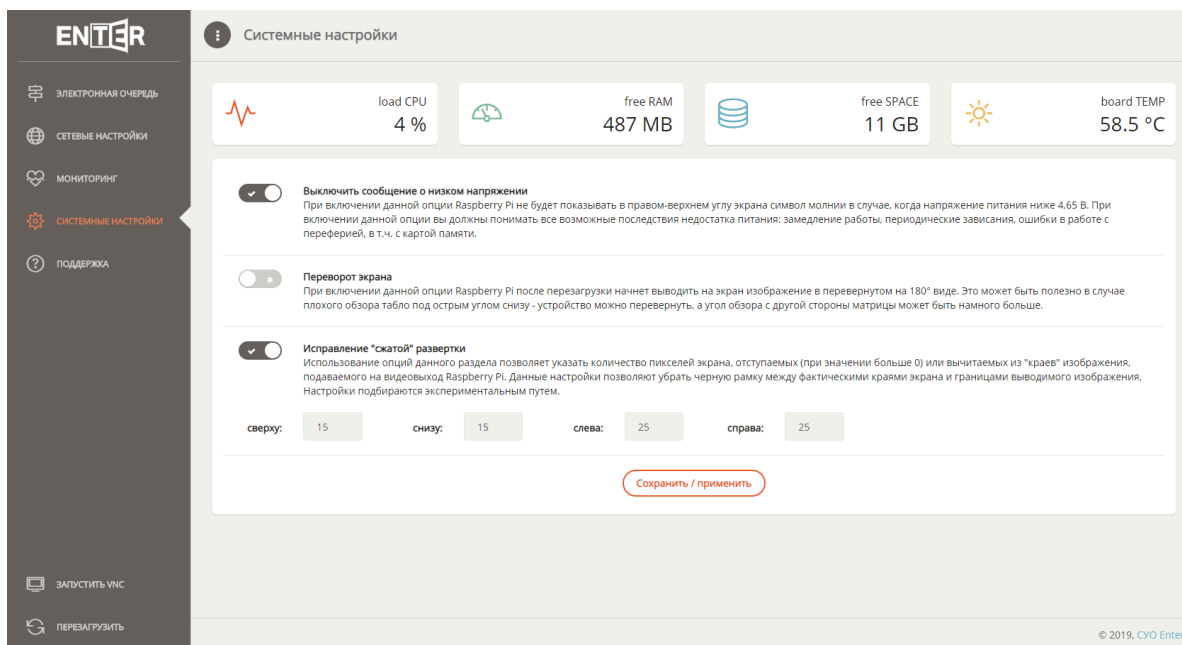 ENTER
Системные настройки
ЭЛЕКТРОННАЯ ОЧЕРЕДЬ
СЕТЕВЫЕ НАСТРОЙКИ
МОНИТОРИНГ
СИСТЕМНЫЕ НАСТРОЙКИ
ПОДДЕРЖКА
ЗАПУСТИТЬ VNC
ПЕРЕЗАГРУЗИТЬ
load CPU
4 %
free RAM
487 MB
free SPACE
11 GB
board TEMP
58.5 °C
Выключить сообщение о низком напряжении
При включении данной опции Raspberry Pi не будет показывать в правом-верхнем углу экрана символ молнии в случае, когда напряжение питания ниже 4,65 В. При
включении данной опции вы должны понимать все возможные последствия недостатка питания: замедление работы, периодические зависания, ошибки в работе с
переферией, в т.ч. с картой памяти.
Переворот экрана
При включении данной опции Raspberry Pi после перезагрузки начнет выводить на экран изображение в перевернутом на 180° виде. Это может быть полезно в случае
плохого обзора табло под острым углом снизу - устройство можно перевернуть, а угол обзора с другой стороны матрицы может быть намного больше.
Исправление "сжатой" развертки
Использование опций данного раздела позволяет указать количество пикселей экрана, отступаемых (при значении больше 0) или вычитаемых из "краев" изображения,
подаваемого на видеовыход Raspberry Pi. Данные настройки позволяют убрать черную рамку между фактическими краями экрана и границами выводимого изображения.
Настройки подбираются экспериментальным путем.
сверху: 15 снизу: 15 слева: 25 справа: 25
Сохранить / применить
© 2019, СУО Enter